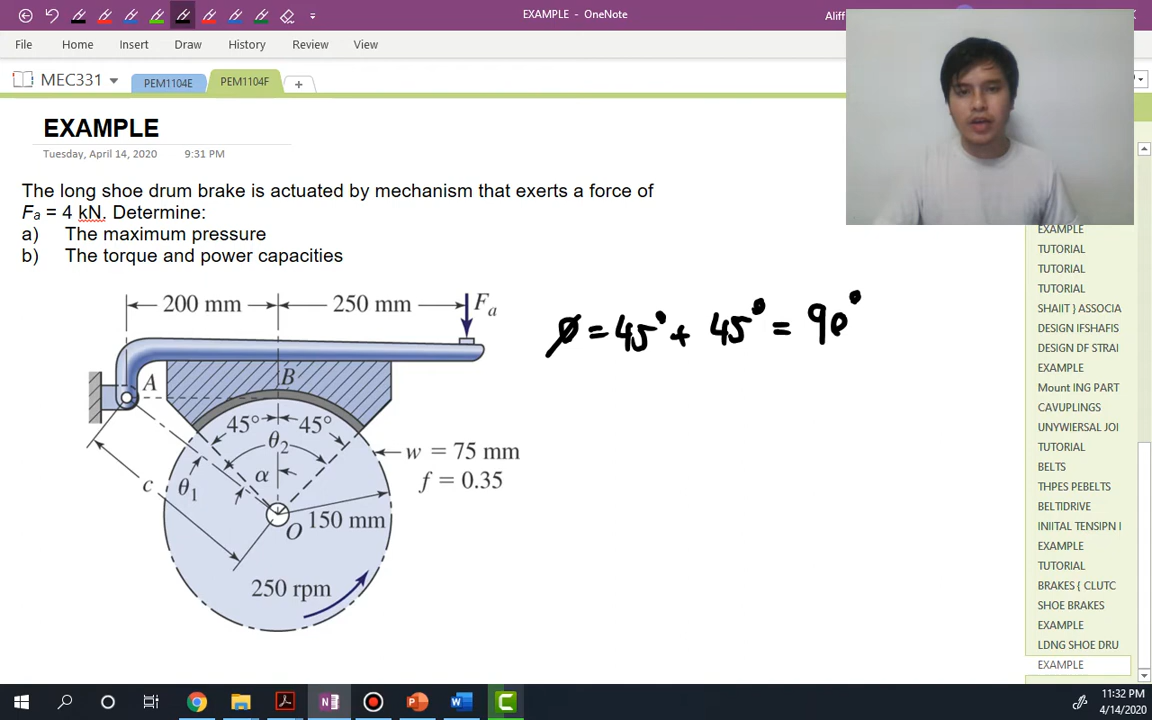 EXAMPLE - OneNote
Aliff
File Home Insert Draw History Review View
MEC331 PEM1104E PEM1104F
EXAMPLE
Tuesday, April 14, 2020 9:31 PM
The long shoe drum brake is actuated by mechanism that exerts a force of
Fa = 4 kN. Determine:
a) The maximum pressure
b) The torque and power capacities
200 mm 250 mm Fa
ø = 45° + 45° = 90°
A B
45° 45°
θ2
w = 75 mm
f = 0.35
α
c θ1
150 mm
O
250 rpm
EXAMPLE
TUTORIAL
TUTORIAL
TUTORIAL
SHAIIT } ASSOCIA
DESIGN IFSHAFIS
DESIGN DF STRAI
EXAMPLE
Mount ING PART
CAVUPLINGS
UNYWIERSAL JOI
TUTORIAL
BELTS
THPES PEBELTS
BELTIDRIVE
INIITAL TENSIPN I
EXAMPLE
TUTORIAL
BRAKES { CLUTC
SHOE BRAKES
EXAMPLE
LDNG SHOE DRU
EXAMPLE
11:32 PM
4/14/2020